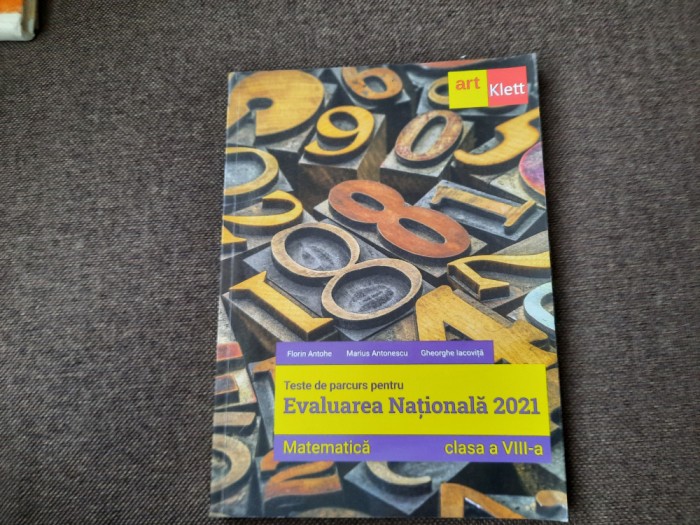 art Klett
Florin Antohe Marius Antonescu Gheorghe Iacoviță
Teste de parcurs pentru
Evaluarea Națională 2021
Matematică clasa a VIII-a